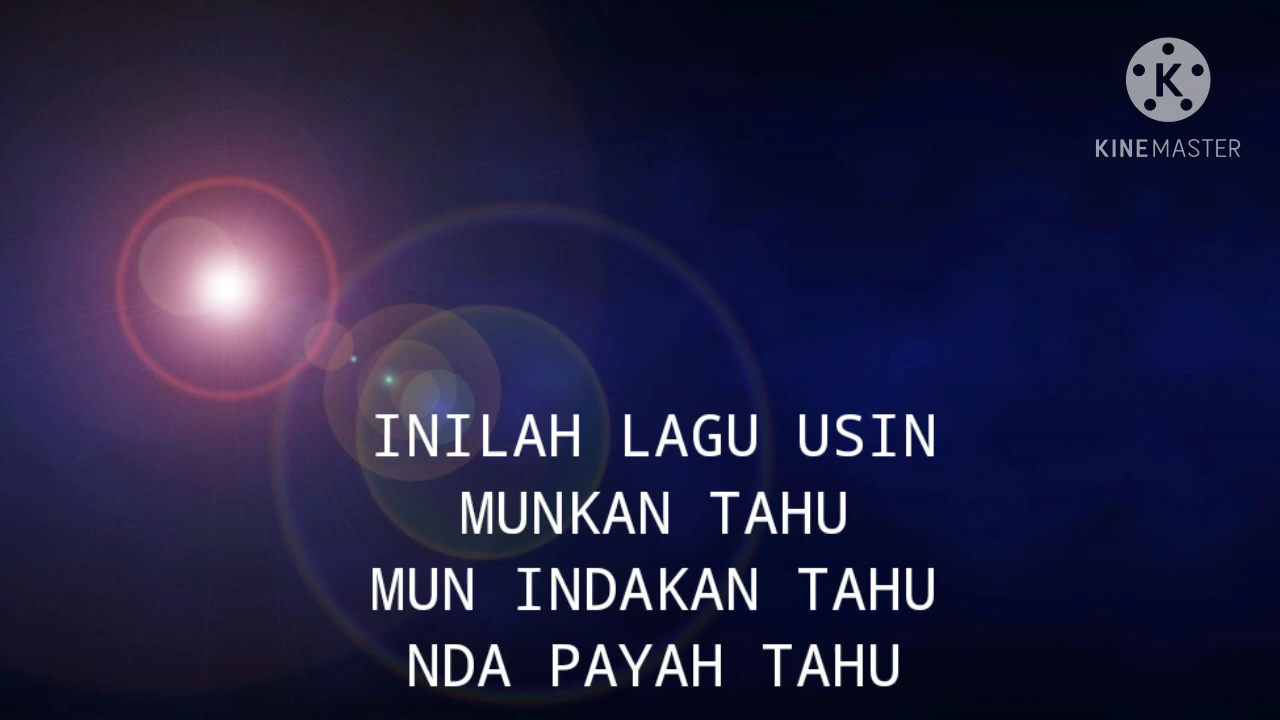 K
KINEMASTER
INILAH LAGU USIN
MUNKAN TAHU
MUN INDAKAN TAHU
NDA PAYAH TAHU